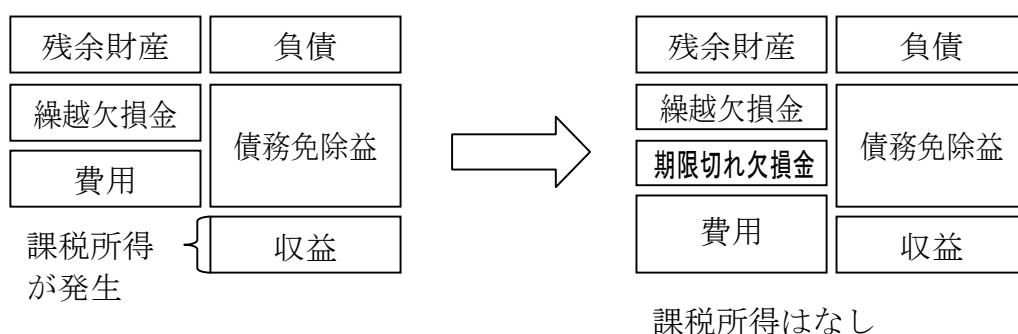 残余財産
負債
繰越欠損金
債務免除益
費用
課税所得
が発生
収益
残余財産
負債
繰越欠損金
債務免除益
期限切れ欠損金
費用
収益
課税所得はなし